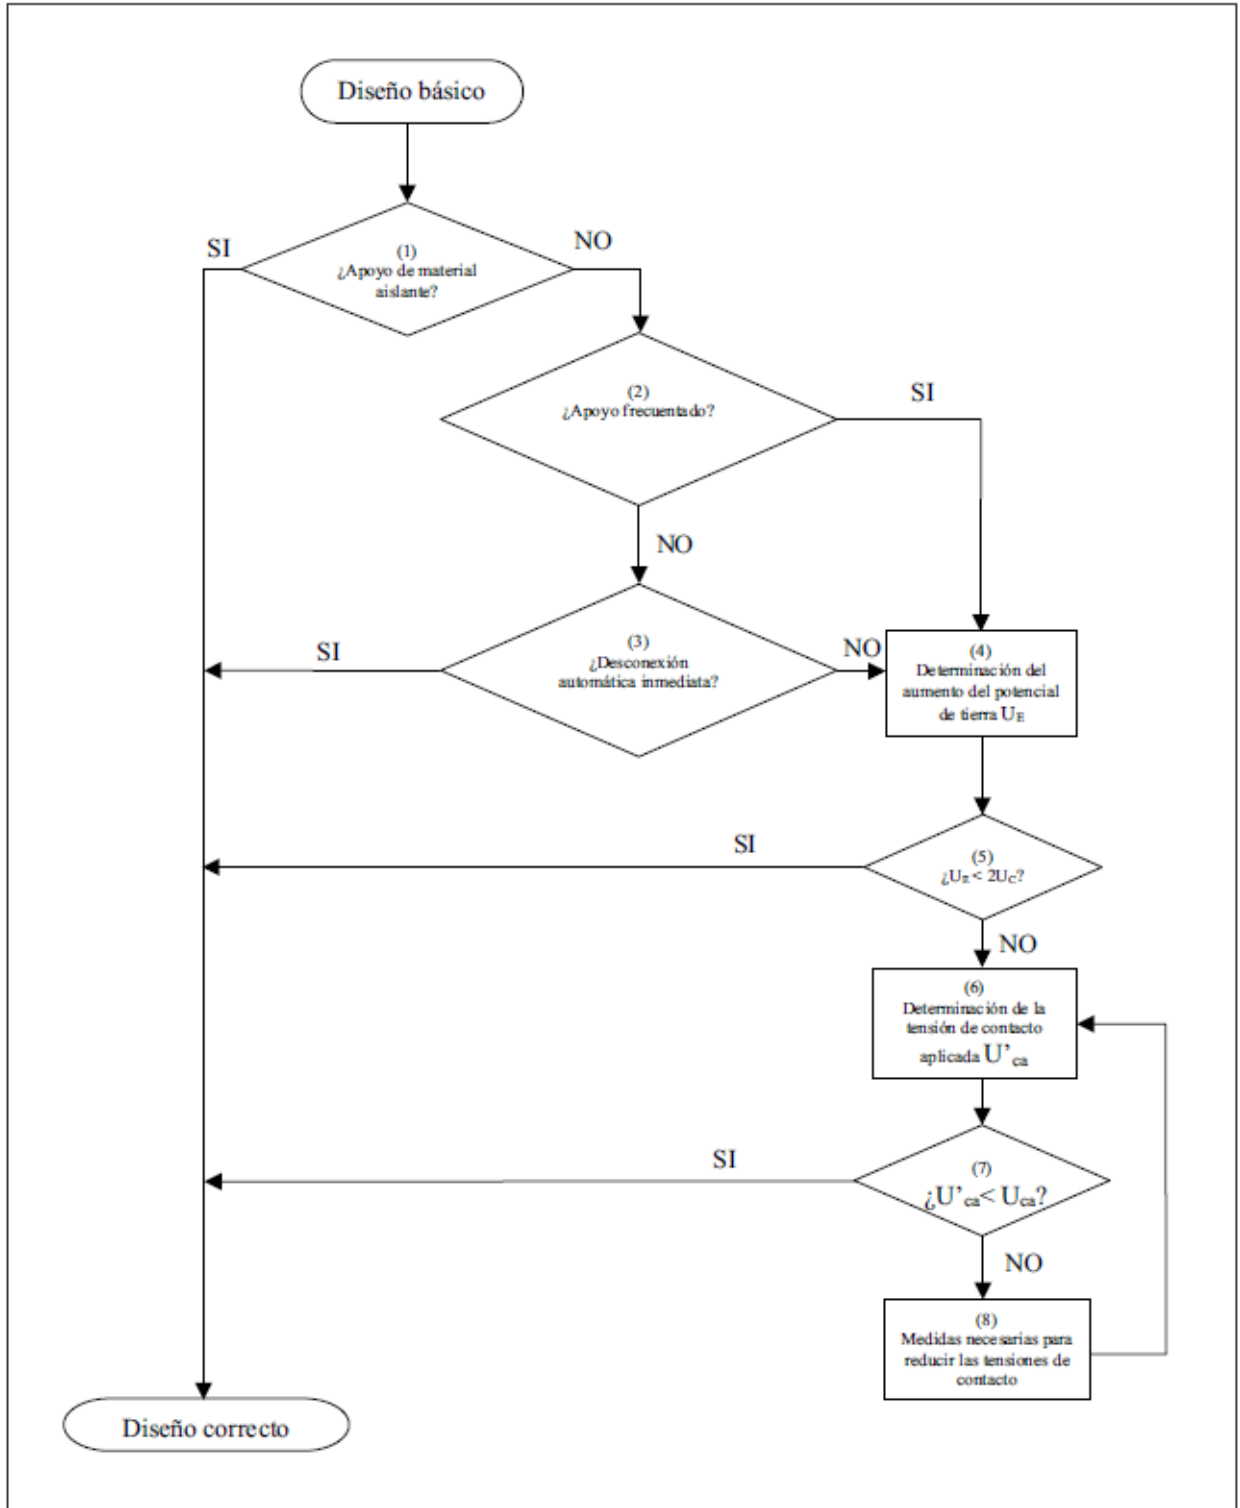 Diseño básico
SI
NO
(1)
¿Apoyo de material
aislante?
(2)
¿Apoyo frecuentado?
SI
NO
(3)
¿Desconexión
automática inmediata?
SI
NO
(4)
Determinación del
aumento del potencial
de tierra UE
SI
(5)
¿UE < 2UC?
NO
(6)
Determinación de la
tensión de contacto
aplicada U’ca
SI
(7)
¿U’ca< Uca?
NO
(8)
Medidas necesarias para
reducir las tensiones de
contacto
Diseño correcto